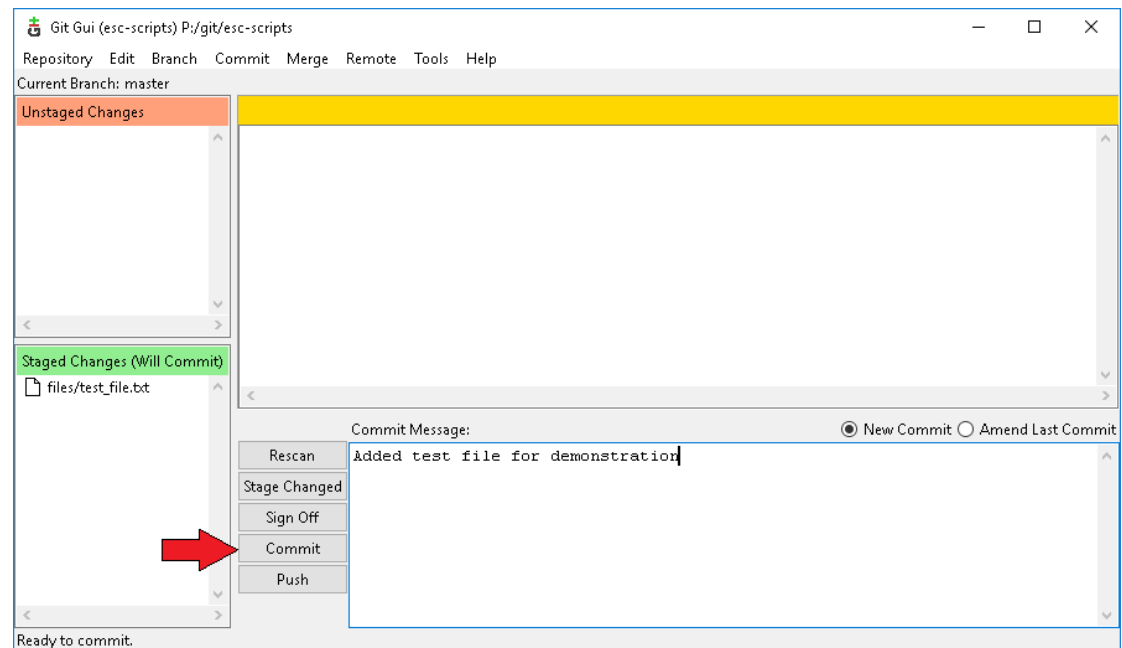 Git Gui (esc-scripts) P:/git/esc-scripts
Repository Edit Branch Commit Merge Remote Tools Help
Current Branch: master
Unstaged Changes
Staged Changes (Will Commit)
files/test_file.txt
Commit Message:
New Commit Amend Last Commit
Rescan
Stage Changed
Sign Off
Commit
Push
Added test file for demonstration
Ready to commit.